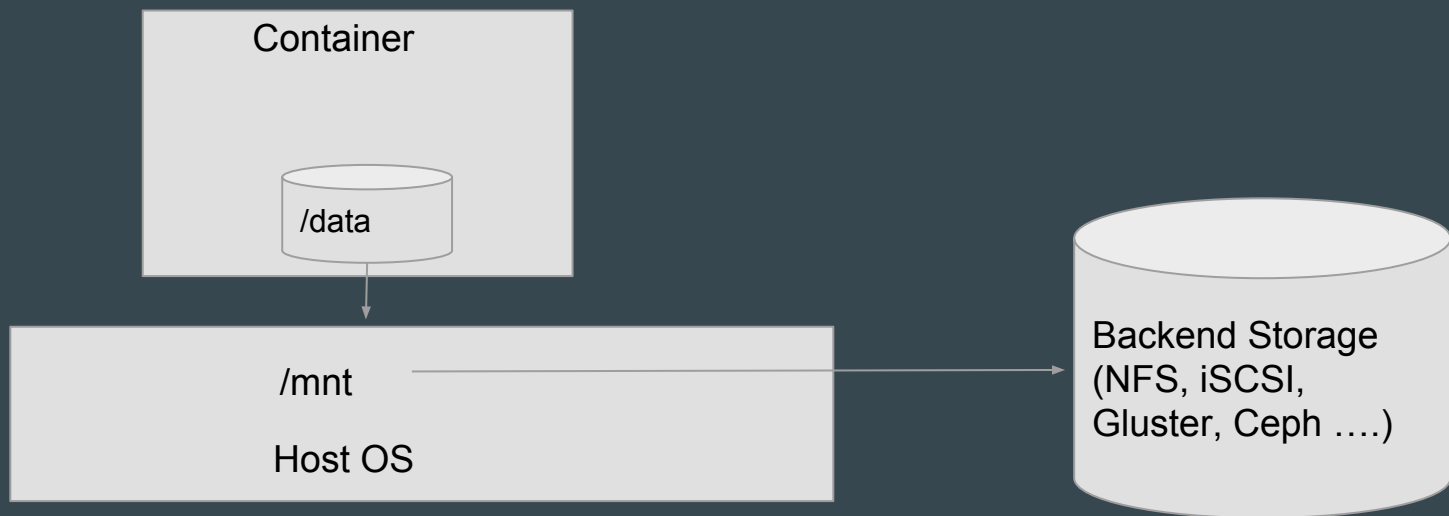 Container
/data
/mnt
Host OS
Backend Storage
(NFS, iSCSI,
Gluster, Ceph ….)